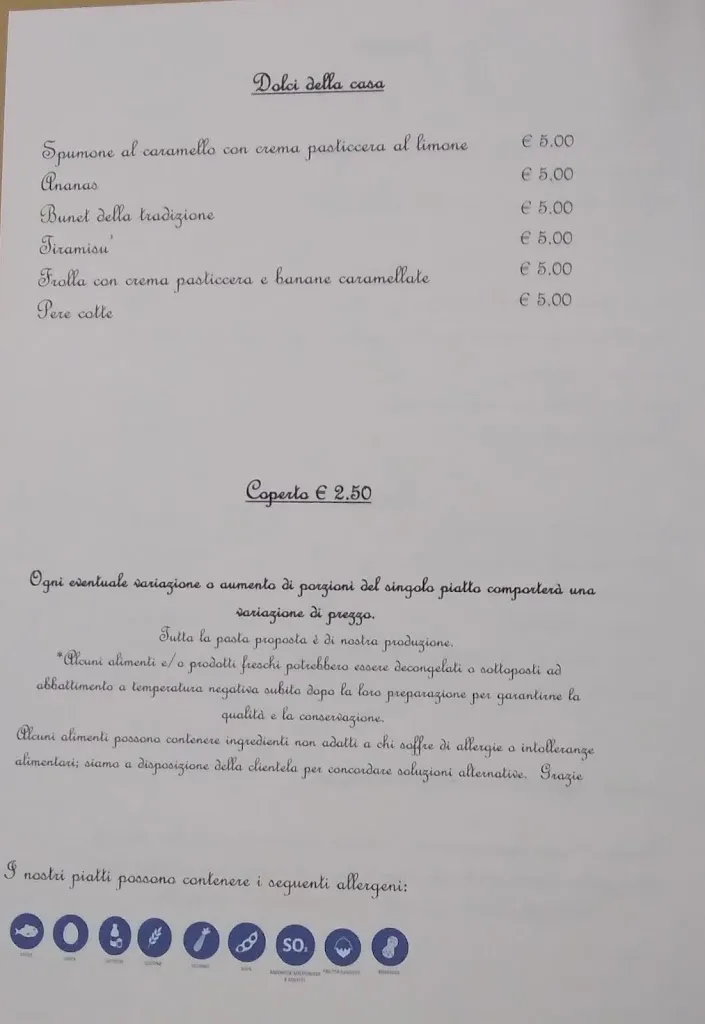 Dolci della casa
Spumone al caramello con crema pasticcera al limone € 5.00
Ananas € 5,00
Bunet della tradizione € 5.00
Tiramisu' € 5.00
Frolla con crema pasticcera e banane caramellate € 5.00
Pere cotte € 5.00
Coperto € 2.50
Ogni eventuale variazione o aumento di porzioni del singolo piatto comporterà una
variazione di prezzo.
Tutta la pasta proposta è di nostra produzione.
*Alcuni alimenti e/o prodotti freschi potrebbero essere decongelati o sottoposti ad
abbattimento a temperatura negativa subito dopo la loro preparazione per garantirne la
qualità e la conservazione.
Alcuni alimenti possono contenere ingredienti non adatti a chi soffre di allergie o intolleranze
alimentari; siamo a disposizione della clientela per concordare soluzioni alternative. Grazie
I nostri piatti possono contenere i seguenti allergeni:
SO₂